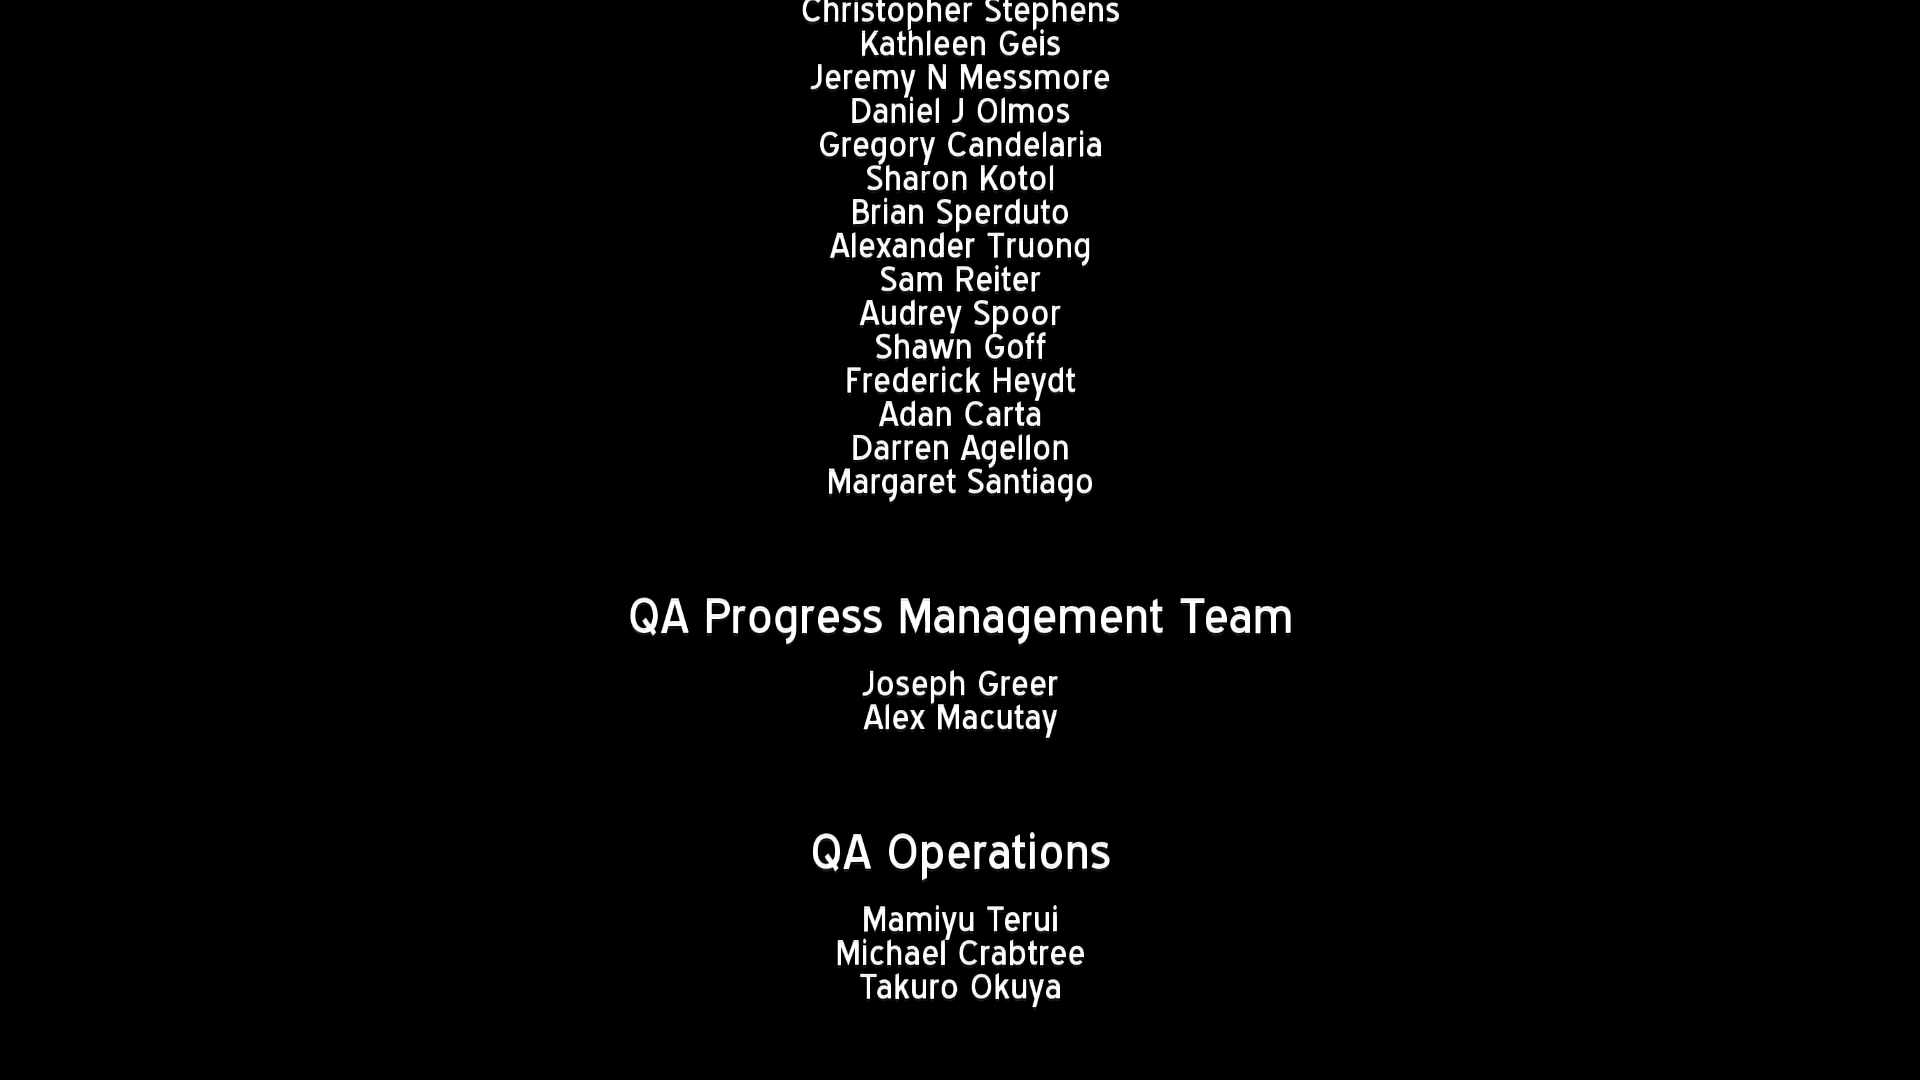 Christopher Stephens
Kathleen Geis
Jeremy N Messmore
Daniel J Olmos
Gregory Candelaria
Sharon Kotol
Brian Sperduto
Alexander Truong
Sam Reiter
Audrey Spoor
Shawn Goff
Frederick Heydt
Adan Carta
Darren Agellon
Margaret Santiago
QA Progress Management Team
Joseph Greer
Alex Macutay
QA Operations
Mamiyu Terui
Michael Crabtree
Takuro Okuya